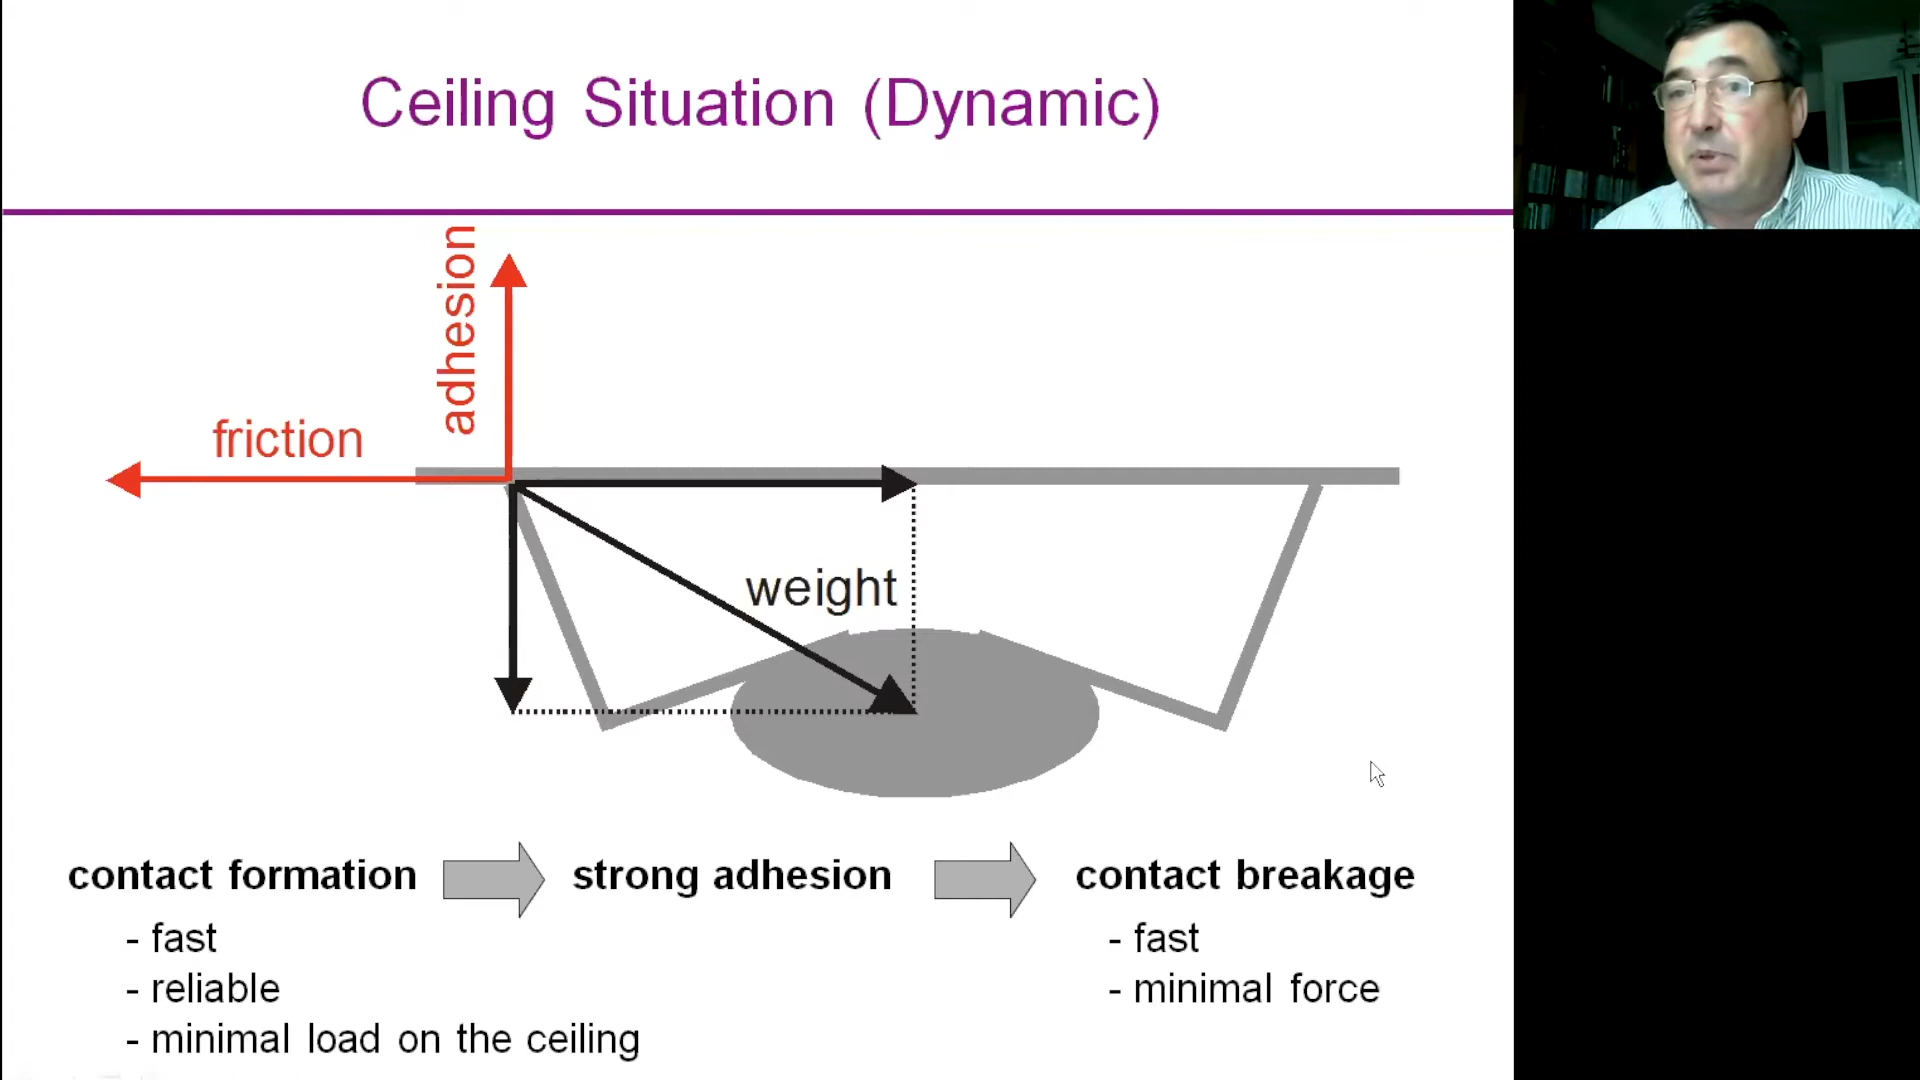 Ceiling Situation (Dynamic)
adhesion
friction
weight
contact formation
- fast
- reliable
- minimal load on the ceiling
strong adhesion
contact breakage
- fast
- minimal force